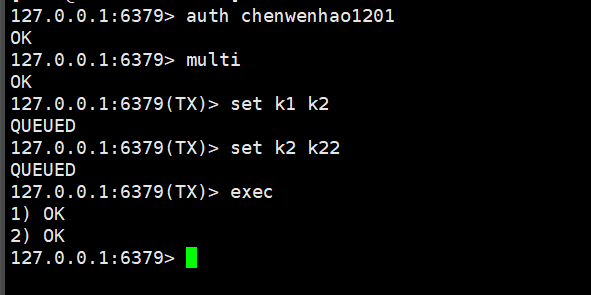 127.0.0.1:6379> auth chenwenhao1201
OK
127.0.0.1:6379> multi
OK
127.0.0.1:6379(TX)> set k1 k2
QUEUED
127.0.0.1:6379(TX)> set k2 k22
QUEUED
127.0.0.1:6379(TX)> exec
1) OK
2) OK
127.0.0.1:6379>